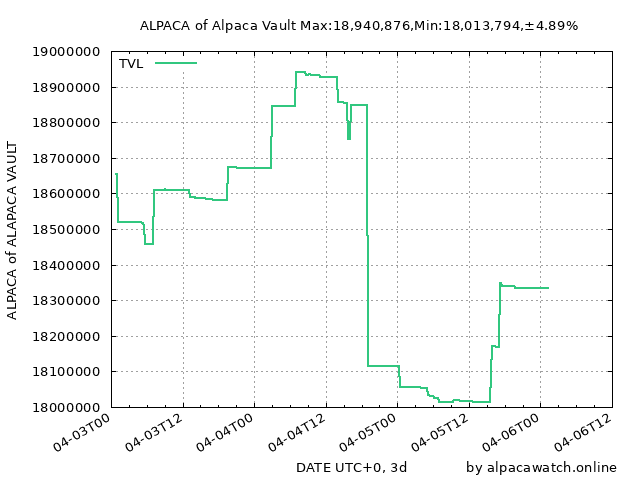 ALPACA of Alpaca Vault Max:18,940,876,Min:18,013,794,±4.89%
TVL
ALPACA of ALAPACA VAULT
19000000
18900000
18800000
18700000
18600000
18500000
18400000
18300000
18200000
18100000
18000000
04-03T00
04-03T12
04-04T00
04-04T12
04-05T00
04-05T12
04-06T00
04-06T12
DATE UTC+0, 3d
by alpacawatch.online